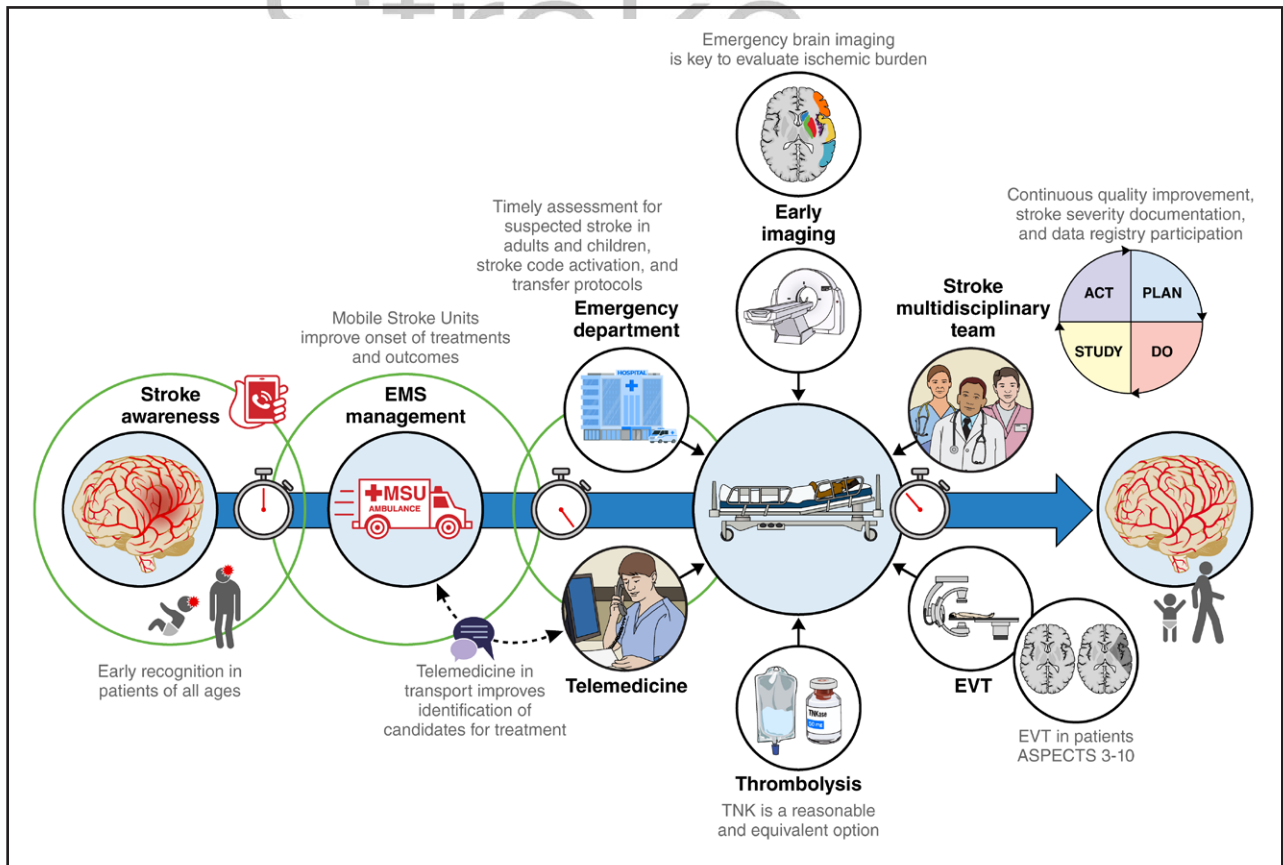 Stroke
Emergency brain imaging
is key to evaluate ischemic burden
Early
imaging
Timely assessment for
suspected stroke in
adults and children,
stroke code activation, and
transfer protocols
Emergency
department
HOSPITAL
Continuous quality improvement,
stroke severity documentation,
and data registry participation
ACT
PLAN
STUDY
DO
Stroke
multidisciplinary
team
Mobile Stroke Units
improve onset of treatments
and outcomes
EMS
management
MSU
AMBULANCE
Stroke
awareness
Early recognition in
patients of all ages
Telemedicine in
transport improves
identification of
candidates for treatment
Telemedicine
TNKase
Thrombolysis
TNK is a reasonable
and equivalent option
EVT
EVT in patients
ASPECTS 3-10